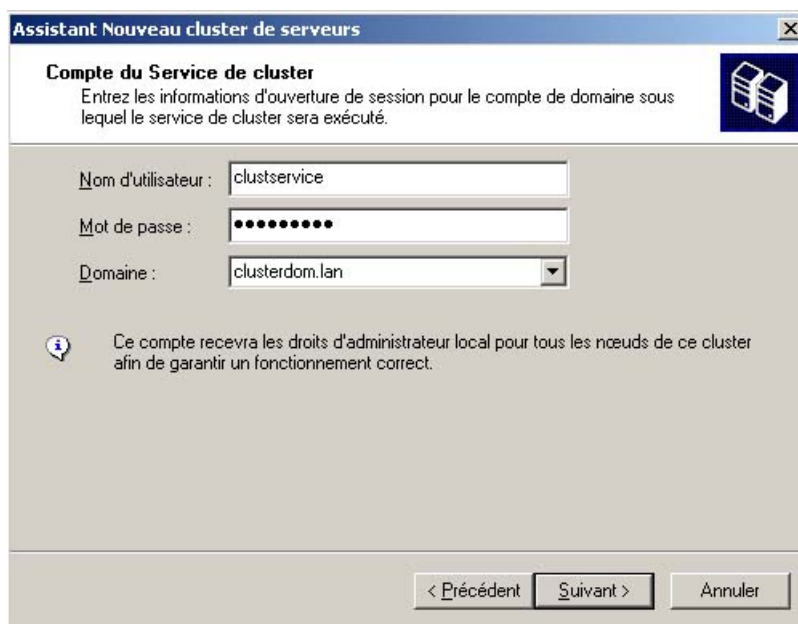 Assistant Nouveau cluster de serveurs
Compte du Service de cluster
Entrez les informations d'ouverture de session pour le compte de domaine sous
lequel le service de cluster sera exécuté.
Nom d'utilisateur : clustservice
Mot de passe : •••••••••
Domaine : clusterdom.lan
Ce compte recevra les droits d'administrateur local pour tous les nœuds de ce cluster
afin de garantir un fonctionnement correct.
< Précédent Suivant > Annuler